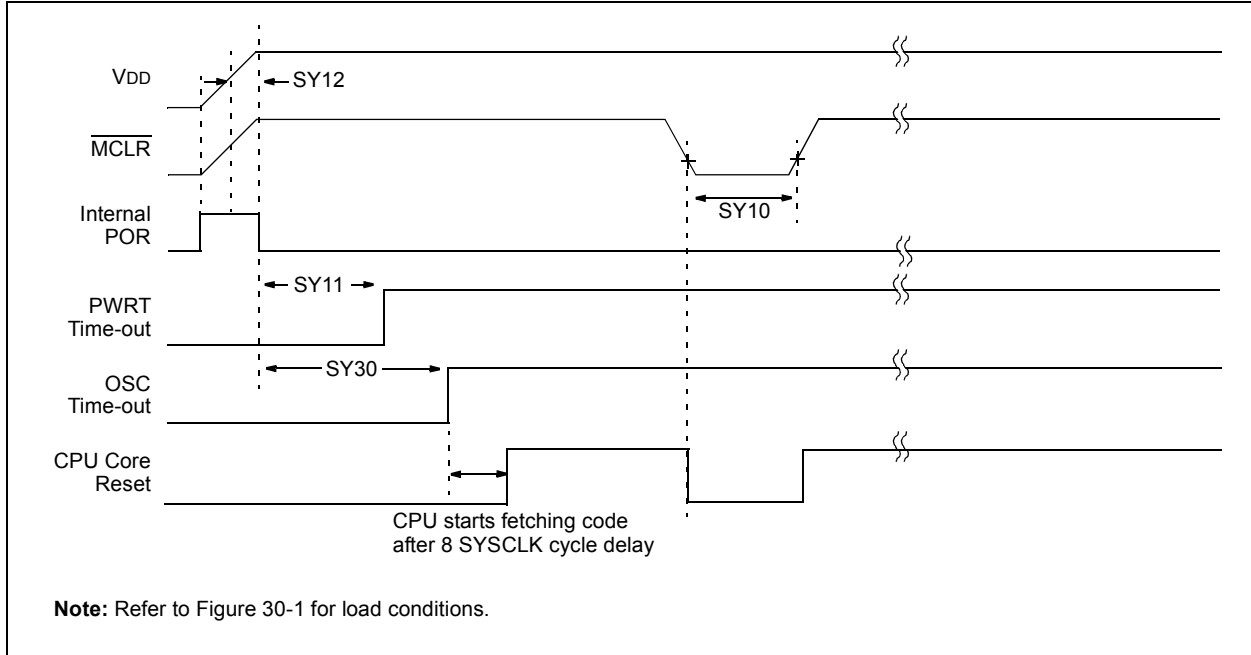 VDD
SY12
MCLR
SY10
Internal
POR
SY11
PWRT
Time-out
SY30
OSC
Time-out
CPU Core
Reset
CPU starts fetching code
after 8 SYSCLK cycle delay
Note: Refer to Figure 30-1 for load conditions.